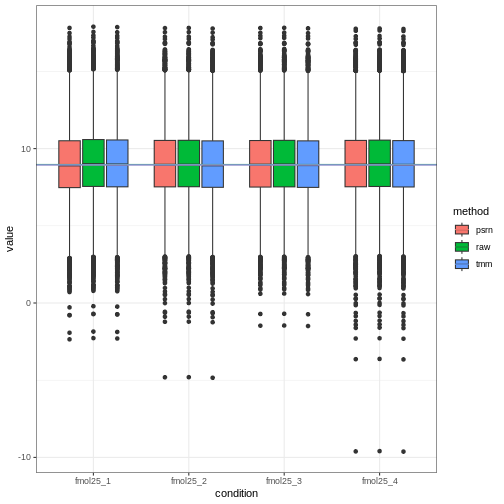 value
10
0
-10
fmol25_1
fmol25_2
fmol25_3
fmol25_4
condition
method
psrn
raw
tmm